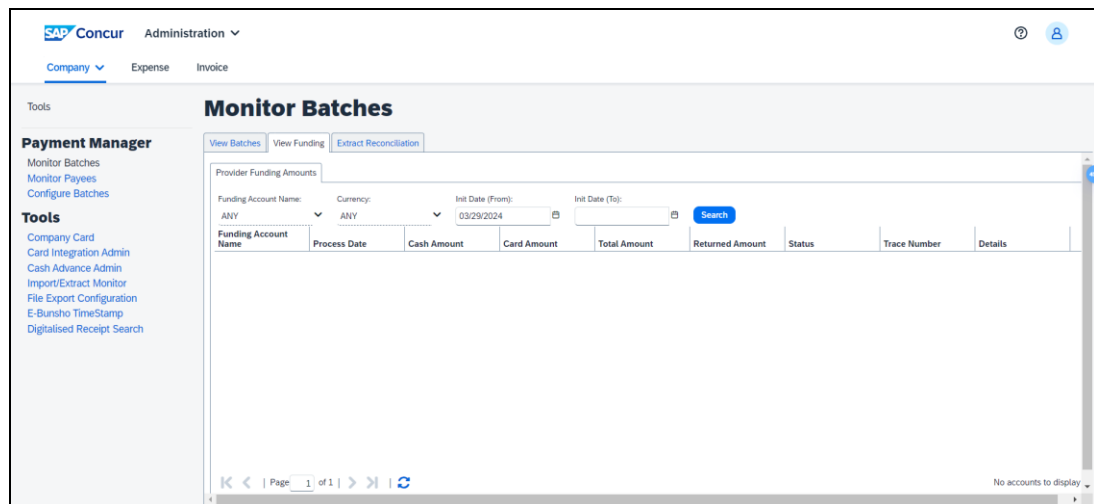 SAP Concur Administration
Company Expense Invoice
Tools
Payment Manager
Monitor Batches
Monitor Payees
Configure Batches
Tools
Company Card
Card Integration Admin
Cash Advance Admin
Import/Extract Monitor
File Export Configuration
E-Bunsho TimeStamp
Digitalised Receipt Search
Monitor Batches
View Batches View Funding Extract Reconciliation
Provider Funding Amounts
Funding Account Name: Currency: Init Date (From): Init Date (To):
ANY ANY 03/29/2024 Search
Funding Account Name Process Date Cash Amount Card Amount Total Amount Returned Amount Status Trace Number Details
Page 1 of 1 No accounts to display